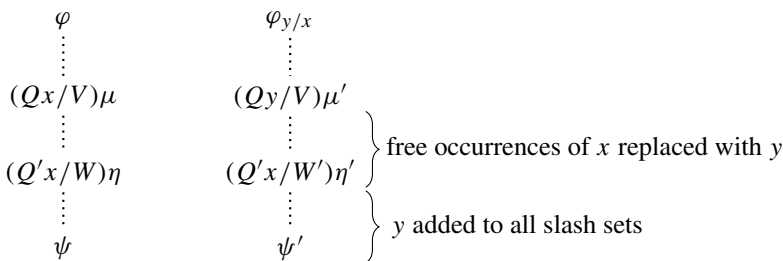 φ φ_{y/x}
(Qx/V)μ (Qy/V)μ′
free occurrences of x replaced with y
(Q′x/W)η (Q′x/W′)η′
y added to all slash sets
ψ ψ′